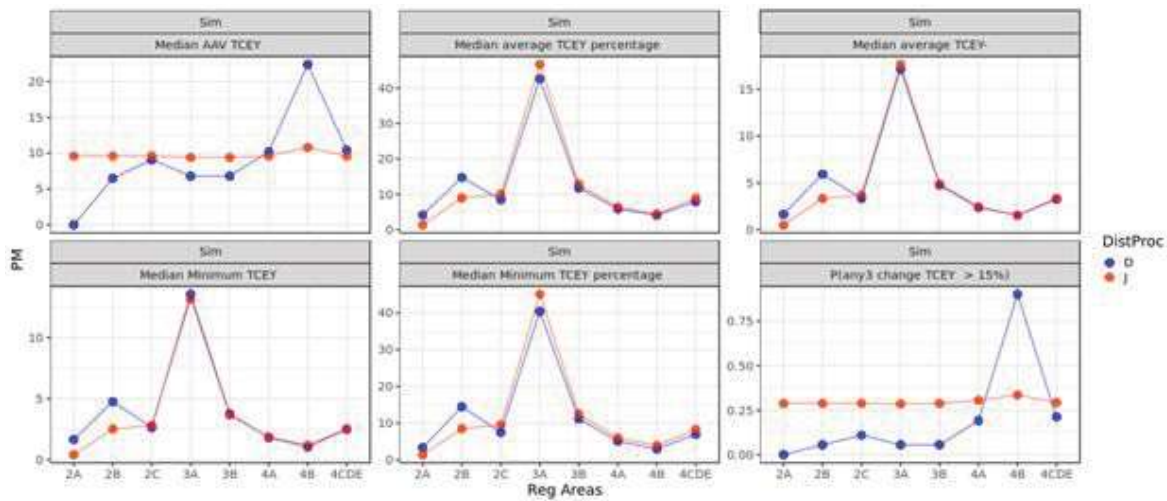 Sim Sim Sim
Median AAV TCEY Median average TCEY percentage Median average TCEY-
20
15
10
5
0
40
30
20
10
0
15
10
5
0
PM
Sim Sim Sim
Median Minimum TCEY Median Minimum TCEY percentage P(any3 change TCEY > 15%)
10
5
0
40
30
20
10
0
0.75
0.50
0.25
0.00
2A 2B 2C 3A 3B 4A 4B 4CDE
2A 2B 2C 3A 3B 4A 4B 4CDE
2A 2B 2C 3A 3B 4A 4B 4CDE
Reg Areas
DistProc
D
J